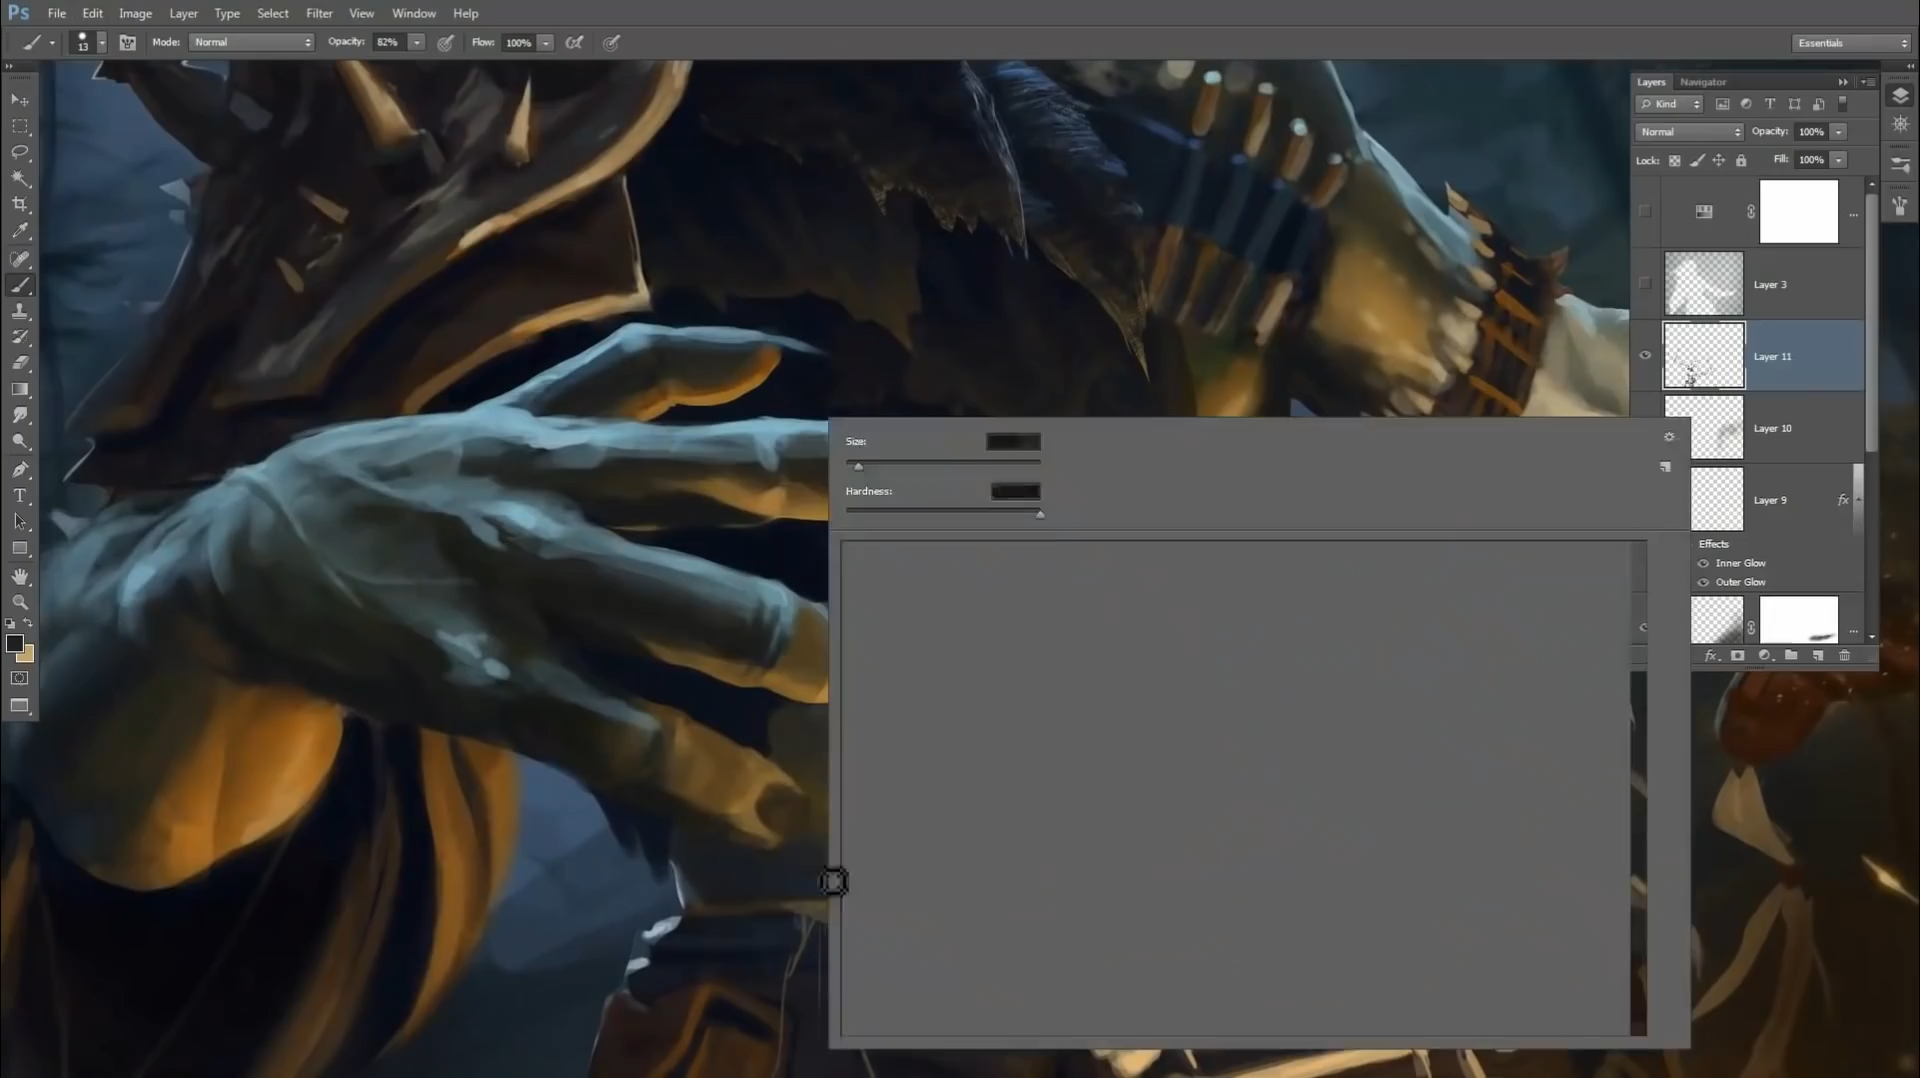 Ps File Edit Image Layer Type Select Filter View Window Help
13 Mode: Normal Opacity: 82% Flow: 100% Essentials
Layers Navigator
Kind T
Normal Opacity: 100%
Lock: Fill: 100%
...
Layer 3
Layer 11
Layer 10
Layer 9 fx
Effects
Inner Glow
Outer Glow
...
fx
Size:
Hardness:
T